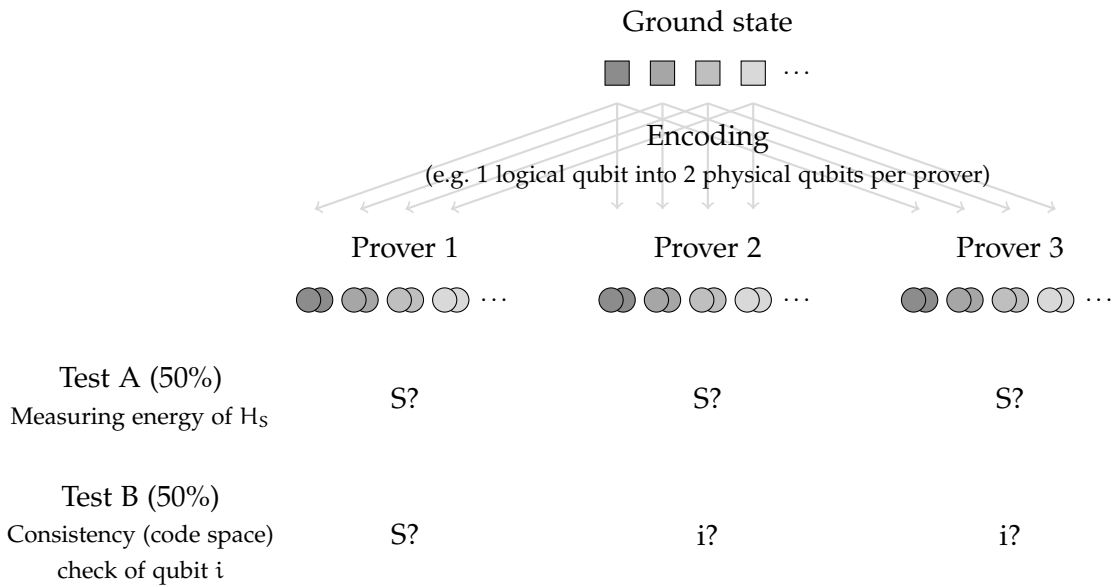 Ground state
...
Encoding
(e.g. 1 logical qubit into 2 physical qubits per prover)
Prover 1 Prover 2 Prover 3
... ... ...
Test A (50%)
Measuring energy of H_S
S? S? S?
Test B (50%)
Consistency (code space)
check of qubit i
S? i? i?